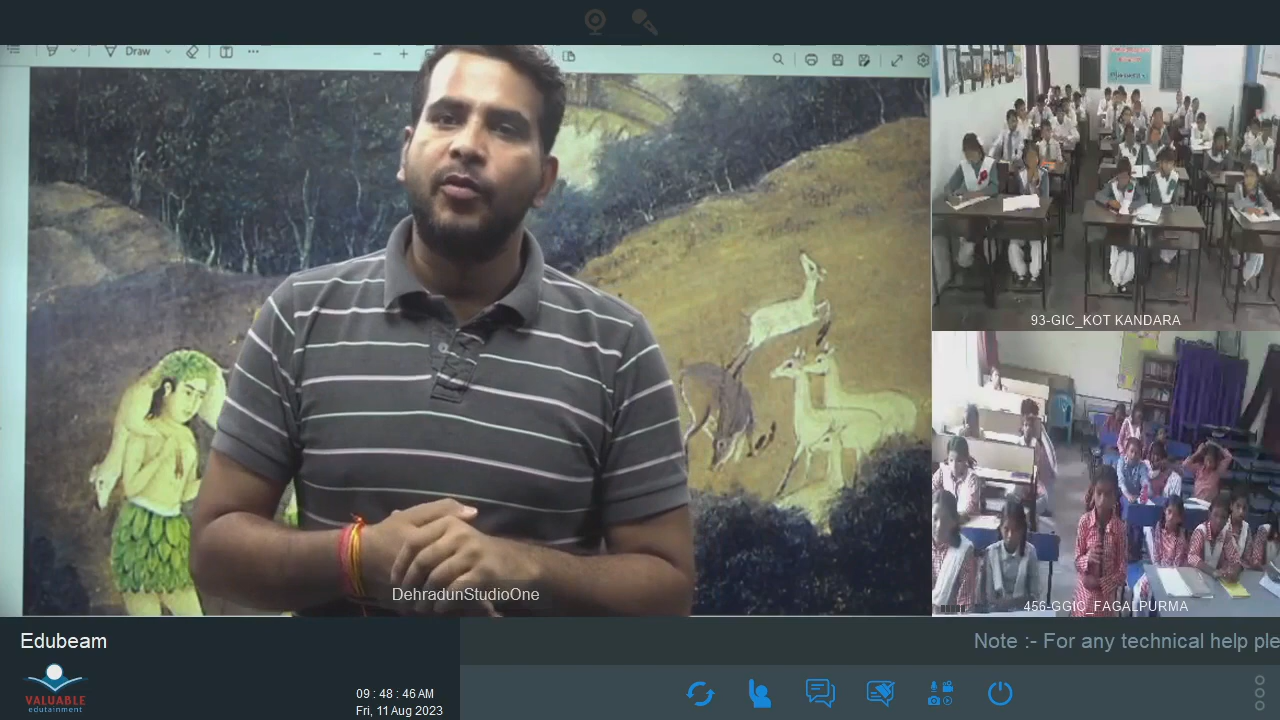 Draw
93-GIC_KOT KANDARA
DehradunStudioOne
456-GGIC_FAGALPURMA
Edubeam
Note :- For any technical help ple
VALUABLE
edutainment
09 : 48 : 46 AM
Fri, 11 Aug 2023